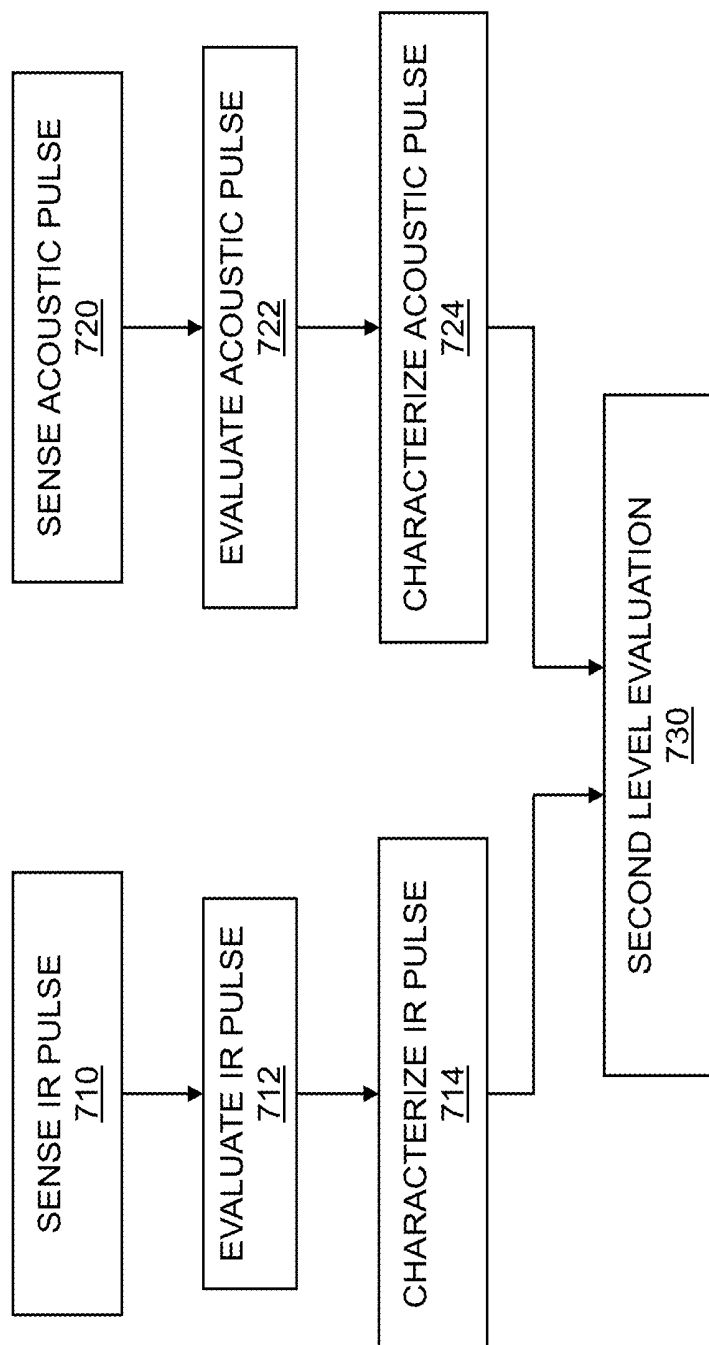 SENSE IR PULSE
710
EVALUATE IR PULSE
712
CHARACTERIZE IR PULSE
714
SENSE ACOUSTIC PULSE
720
EVALUATE ACOUSTIC PULSE
722
CHARACTERIZE ACOUSTIC PULSE
724
SECOND LEVEL EVALUATION
730